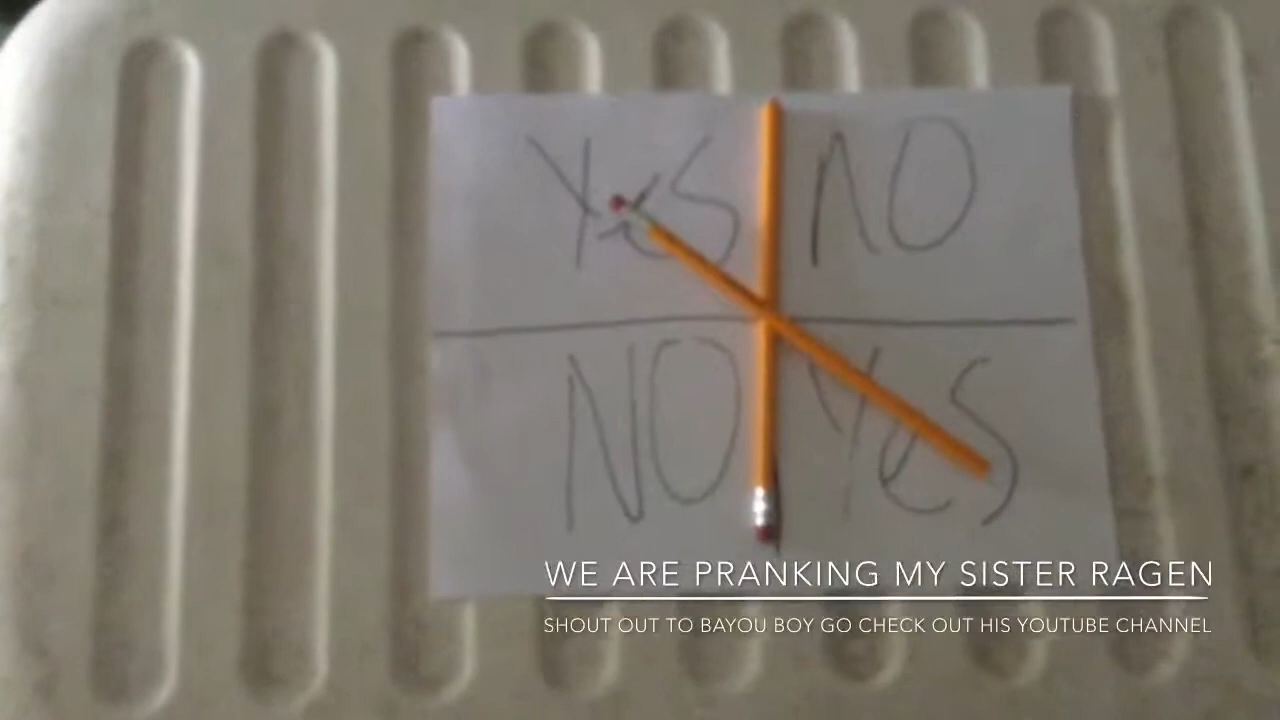 Yes NO
NO Yes
WE ARE PRANKING MY SISTER RAGEN
SHOUT OUT TO BAYOU BOY GO CHECK OUT HIS YOUTUBE CHANNEL